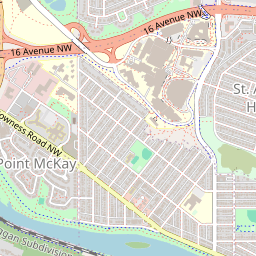 16 Avenue NW
16 Avenue NW
St. A
H
owness Road NW
Point McKay
gan Subdivision